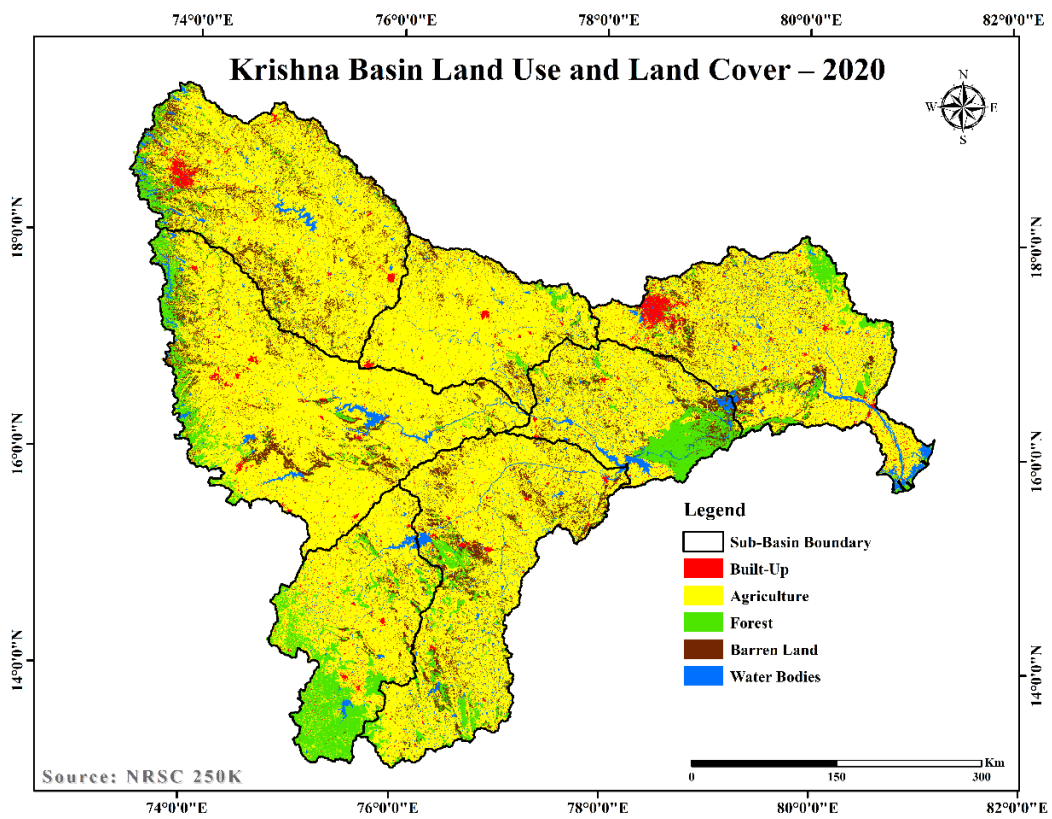 74°0'0"E 76°0'0"E 78°0'0"E 80°0'0"E 82°0'0"E
Krishna Basin Land Use and Land Cover – 2020
N
W E
S
18°0'0"N
18°0'0"N
16°0'0"N
16°0'0"N
14°0'0"N
14°0'0"N
Legend
Sub-Basin Boundary
Built-Up
Agriculture
Forest
Barren Land
Water Bodies
Km
0 150 300
Source: NRSC 250K
74°0'0"E 76°0'0"E 78°0'0"E 80°0'0"E 82°0'0"E